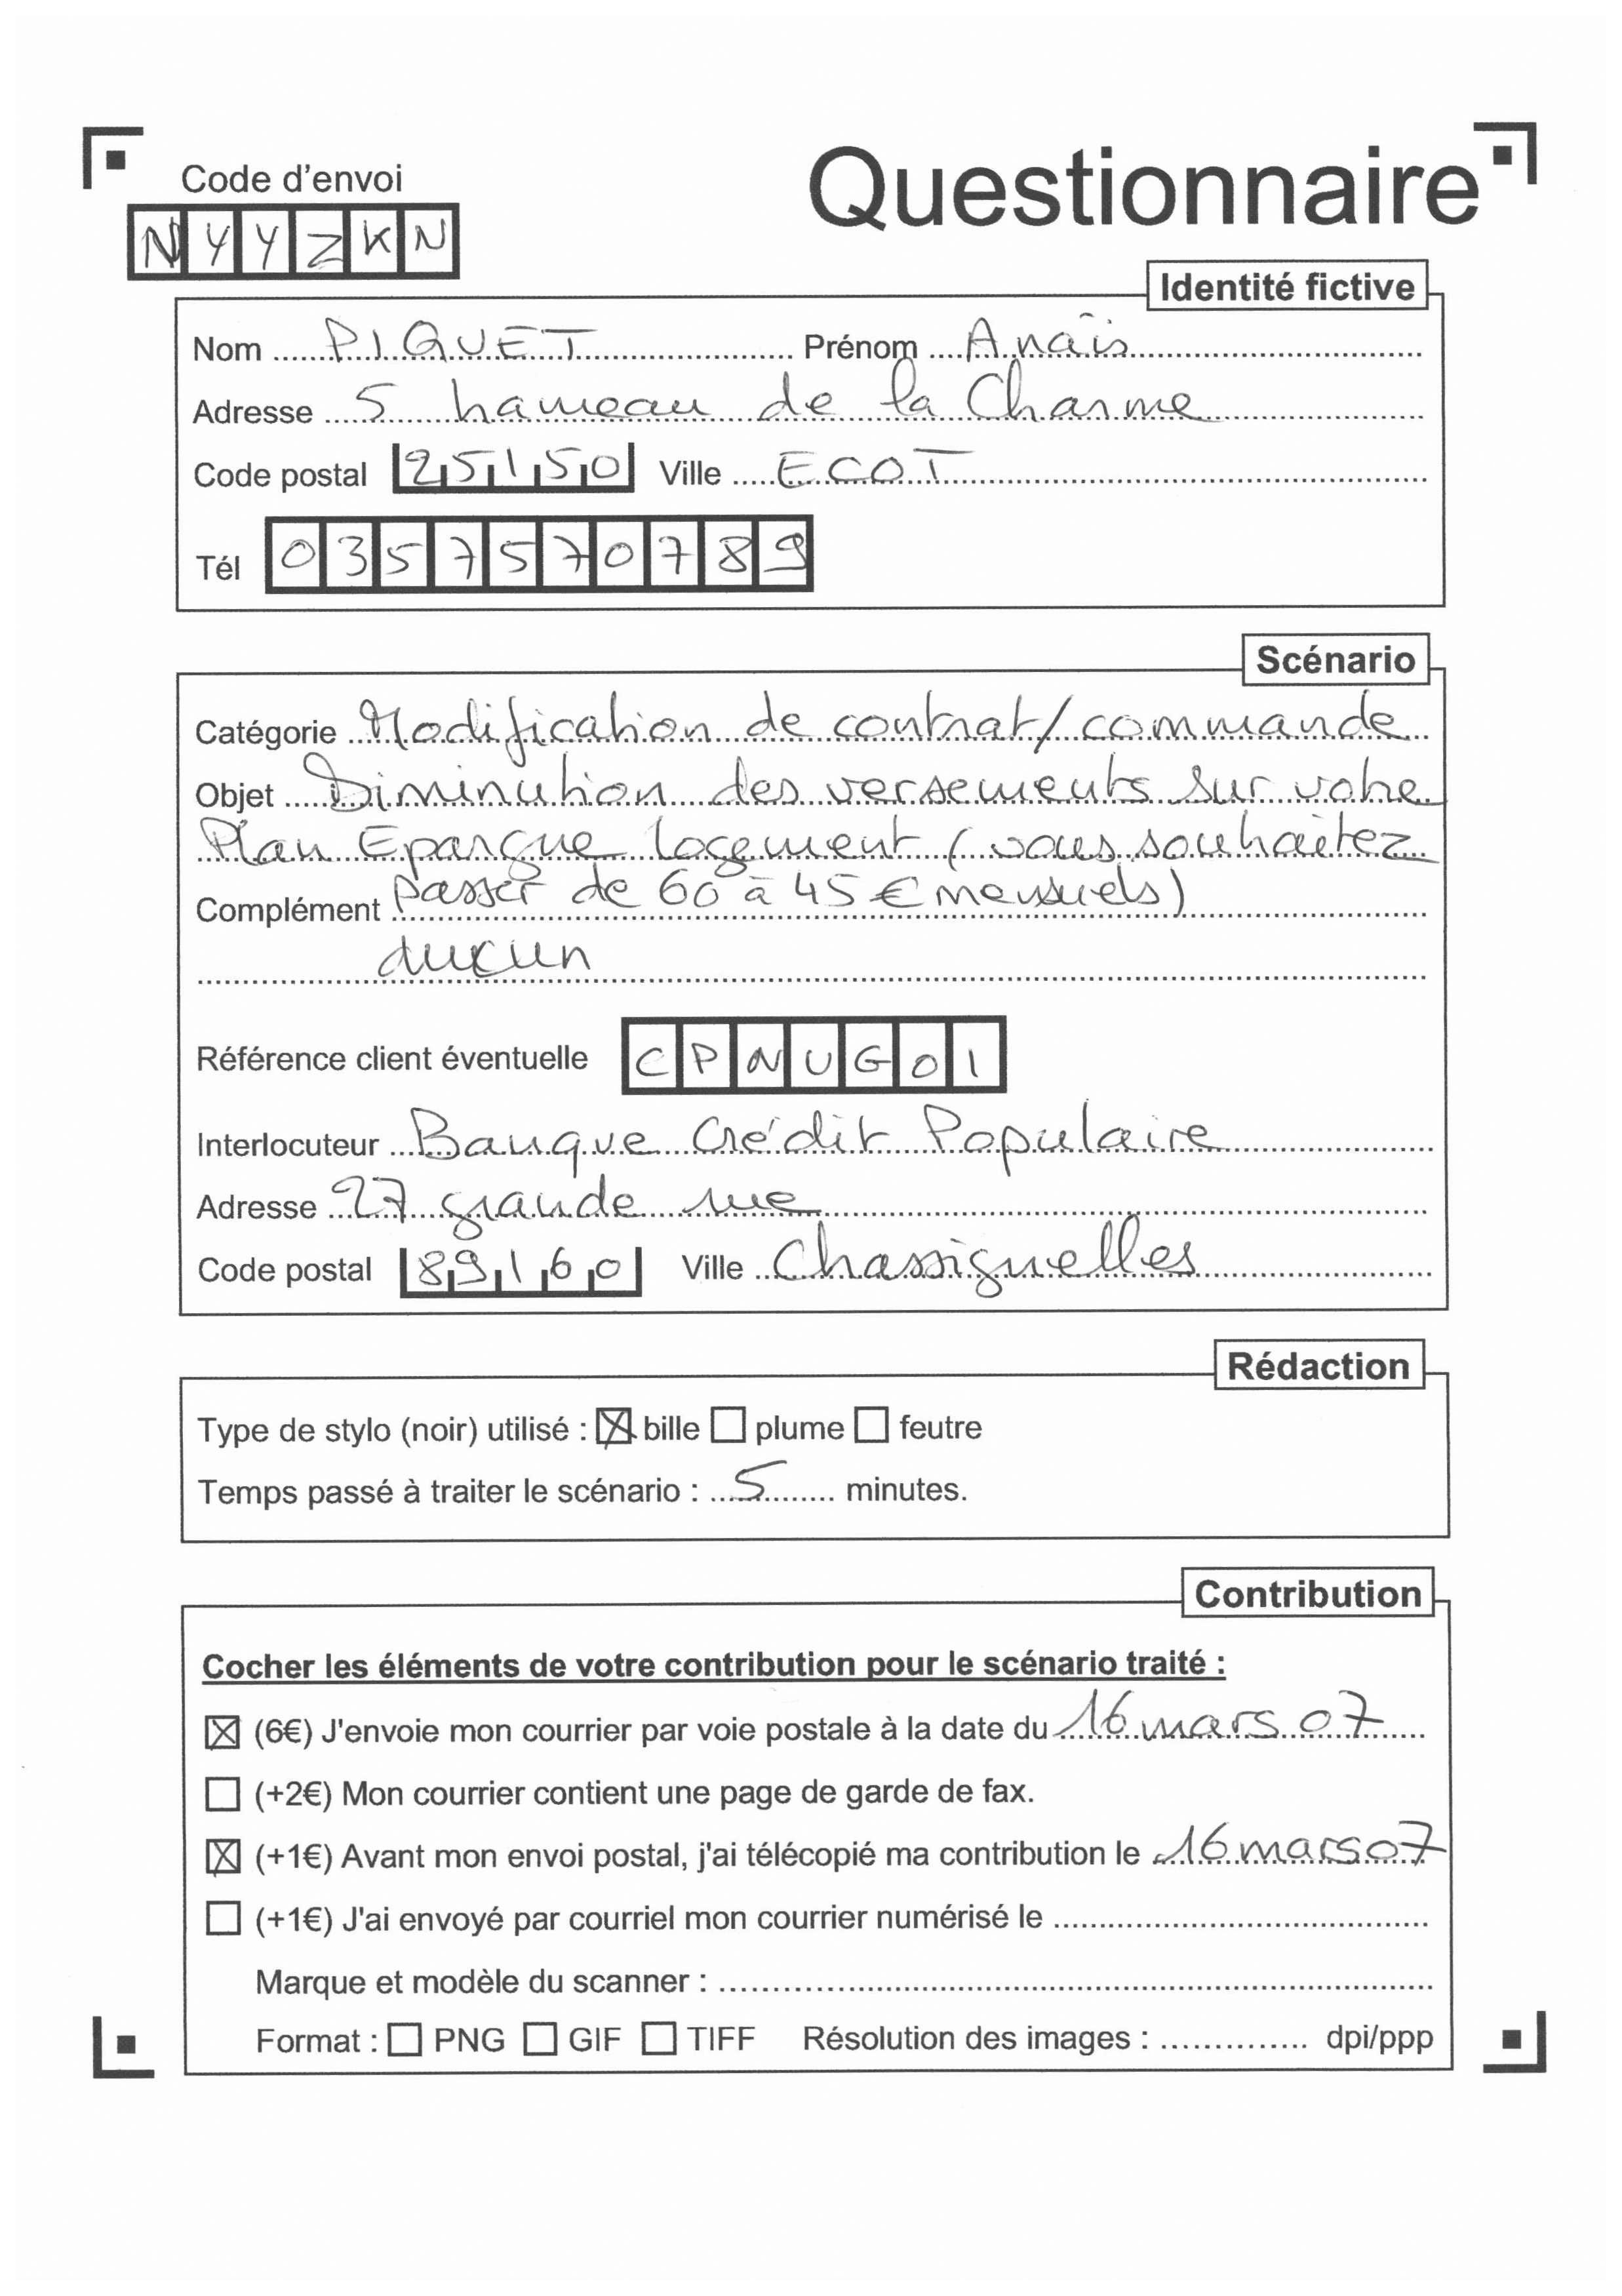 Code d'envoi
Questionnaire
NYYZKN
Identité fictive
Nom PIQUET Prénom Anaïs
Adresse 5 hameau de la Charme
Code postal 25150 Ville ECOT
Tél 0357570789
Scénario
Catégorie Modification de contrat/commande
Objet Diminution des versements sur votre
Plan Epargne logement (vous souhaitez
passer de 60 à 45 € mensuels)
Complément
aucun
Référence client éventuelle CPNUG01
Interlocuteur Banque Crédit Populaire
Adresse 27 grande rue
Code postal 89160 Ville Chassignelles
Rédaction
Type de stylo (noir) utilisé : bille plume feutre
Temps passé à traiter le scénario : 5 minutes.
Contribution
Cocher les éléments de votre contribution pour le scénario traité :
(6€) J'envoie mon courrier par voie postale à la date du 16 mars 07
(+2€) Mon courrier contient une page de garde de fax.
(+1€) Avant mon envoi postal, j'ai télécopié ma contribution le 16 mars 07
(+1€) J'ai envoyé par courriel mon courrier numérisé le
Marque et modèle du scanner :
Format : PNG GIF TIFF Résolution des images : dpi/ppp